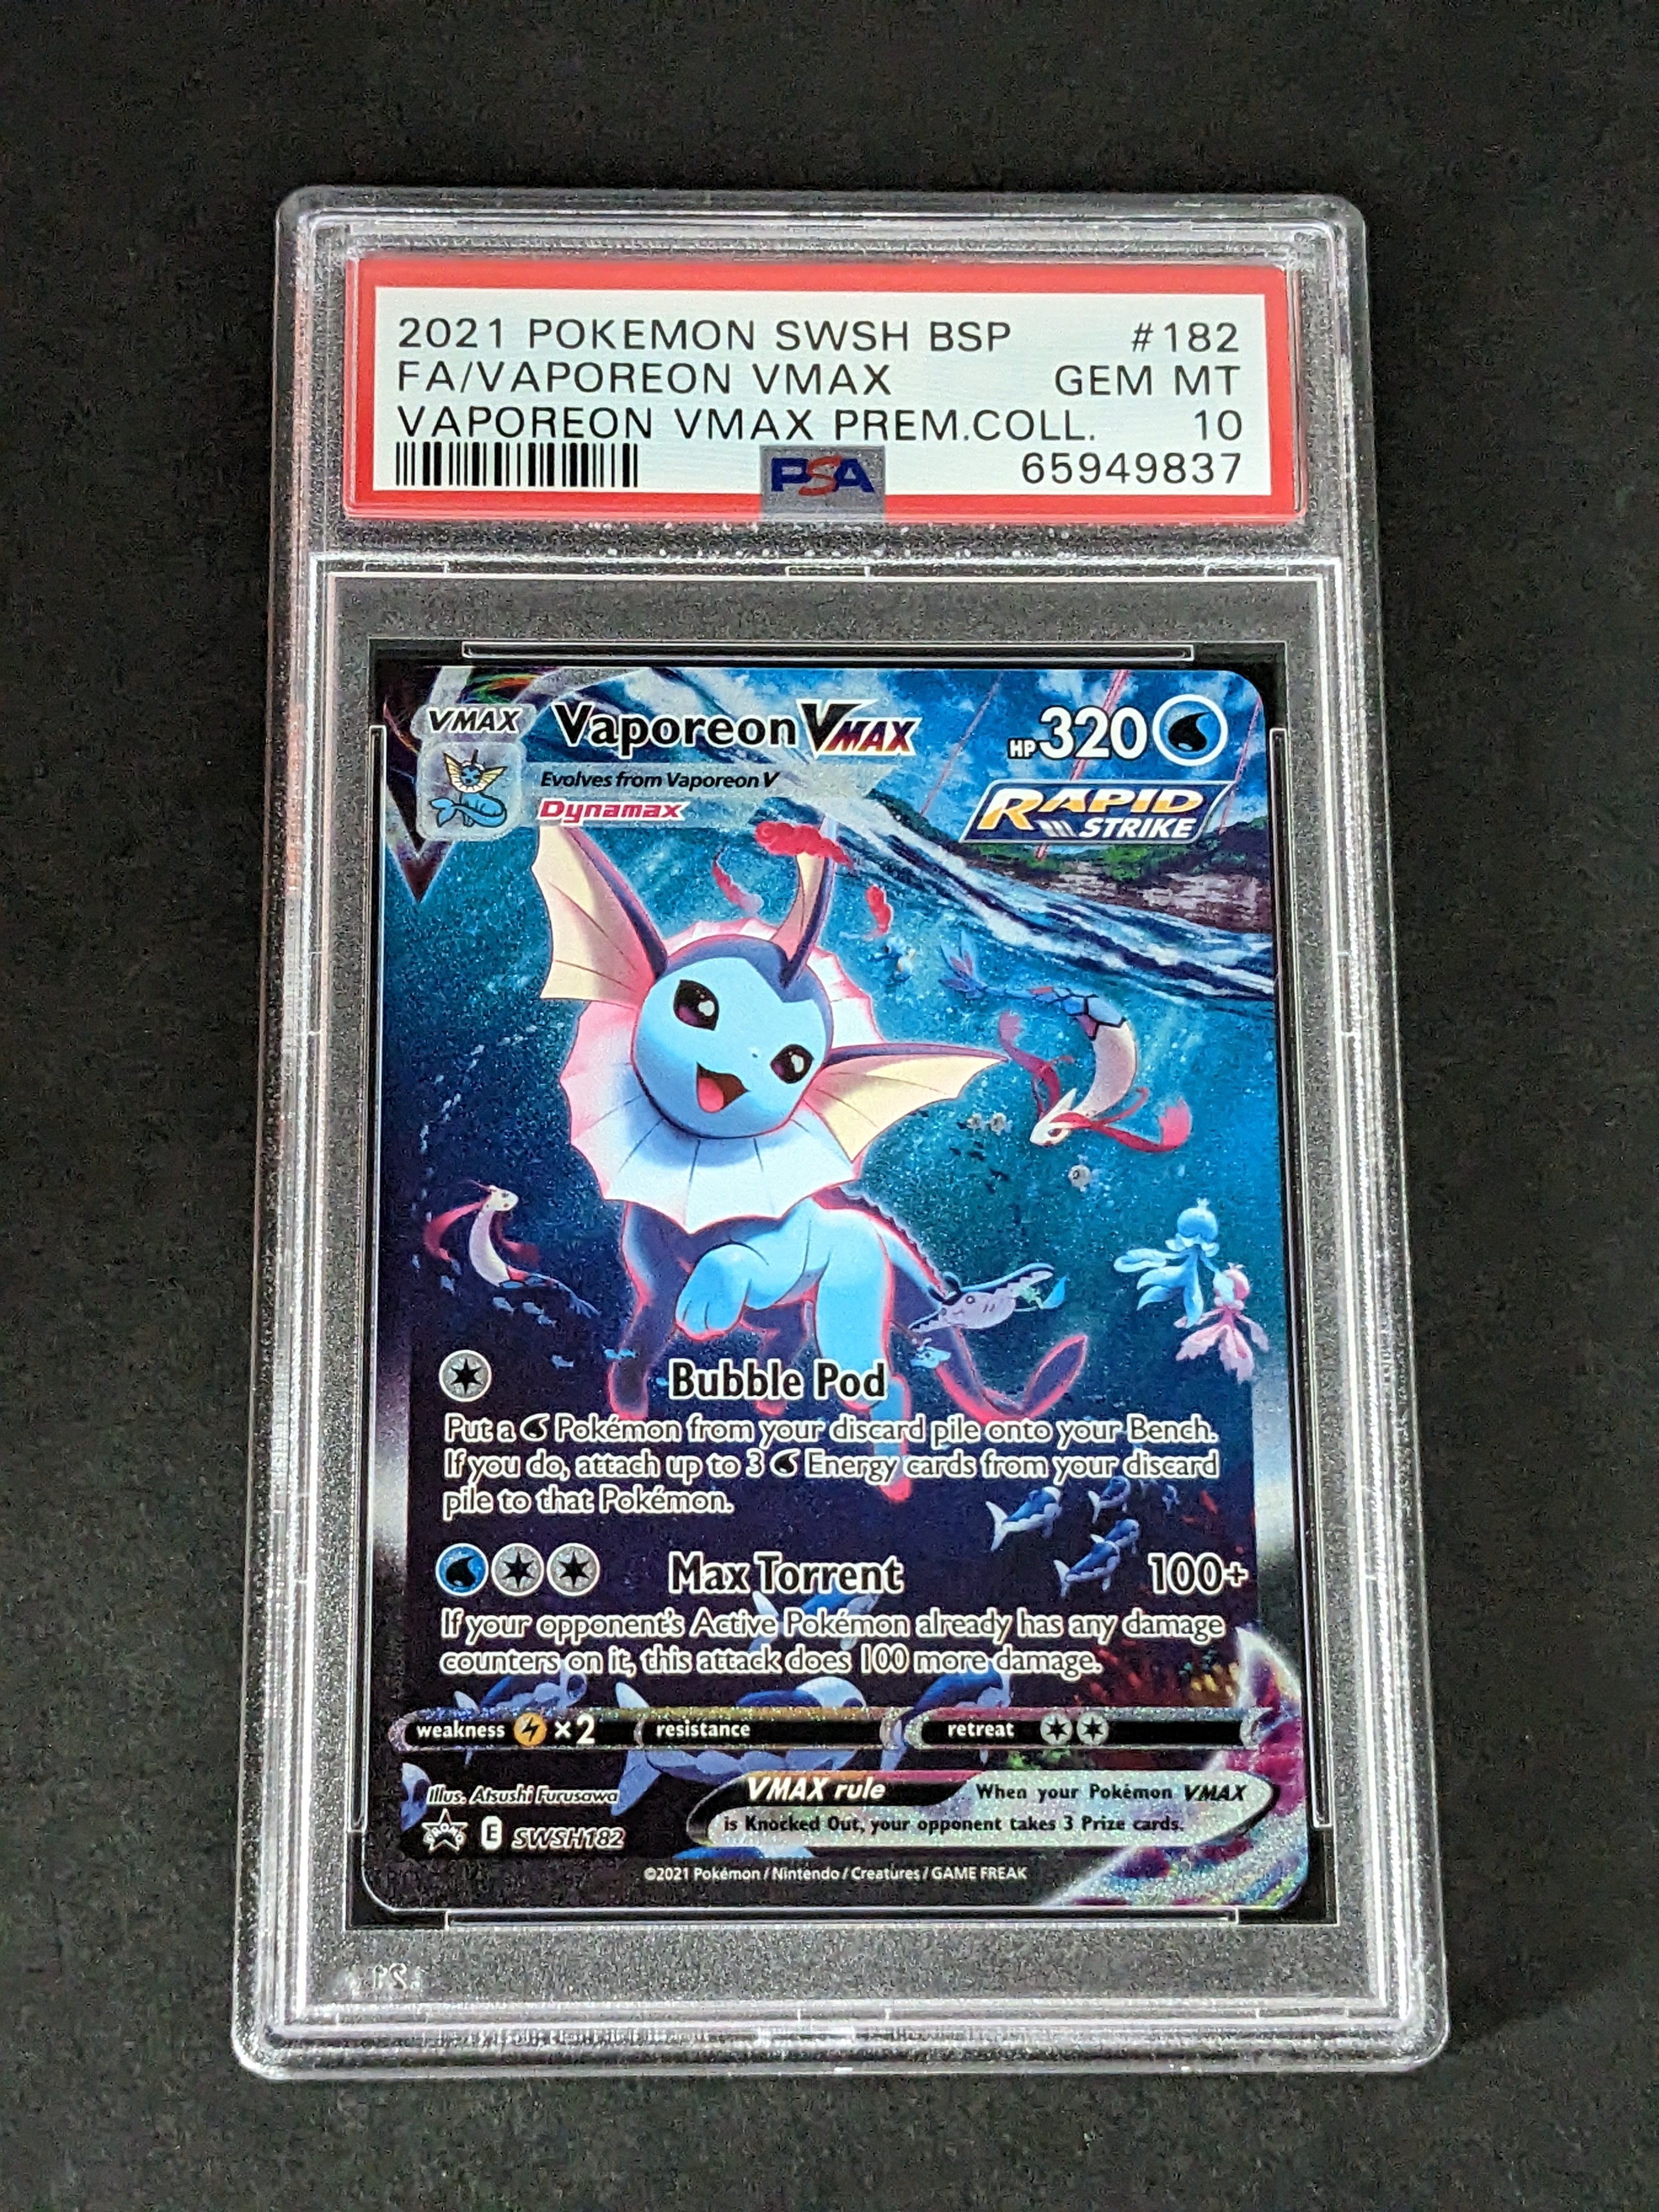 2021 POKEMON SWSH BSP #182
FA/VAPOREON VMAX GEM MT
VAPOREON VMAX PREM.COLL. 10
PSA 65949837
VMAX Vaporeon VMAX HP 320
Evolves from Vaporeon V
Dynamax
RAPID
STRIKE
Bubble Pod
Put a Pokémon from your discard pile onto your Bench.
If you do, attach up to 3 Energy cards from your discard
pile to that Pokémon.
Max Torrent 100+
If your opponent's Active Pokémon already has any damage
counters on it, this attack does 100 more damage.
weakness ×2 resistance retreat
Illus. Atsushi Furusawa
VMAX rule When your Pokémon VMAX
is Knocked Out, your opponent takes 3 Prize cards.
PROMO E SWSH182
©2021 Pokémon / Nintendo / Creatures / GAME FREAK